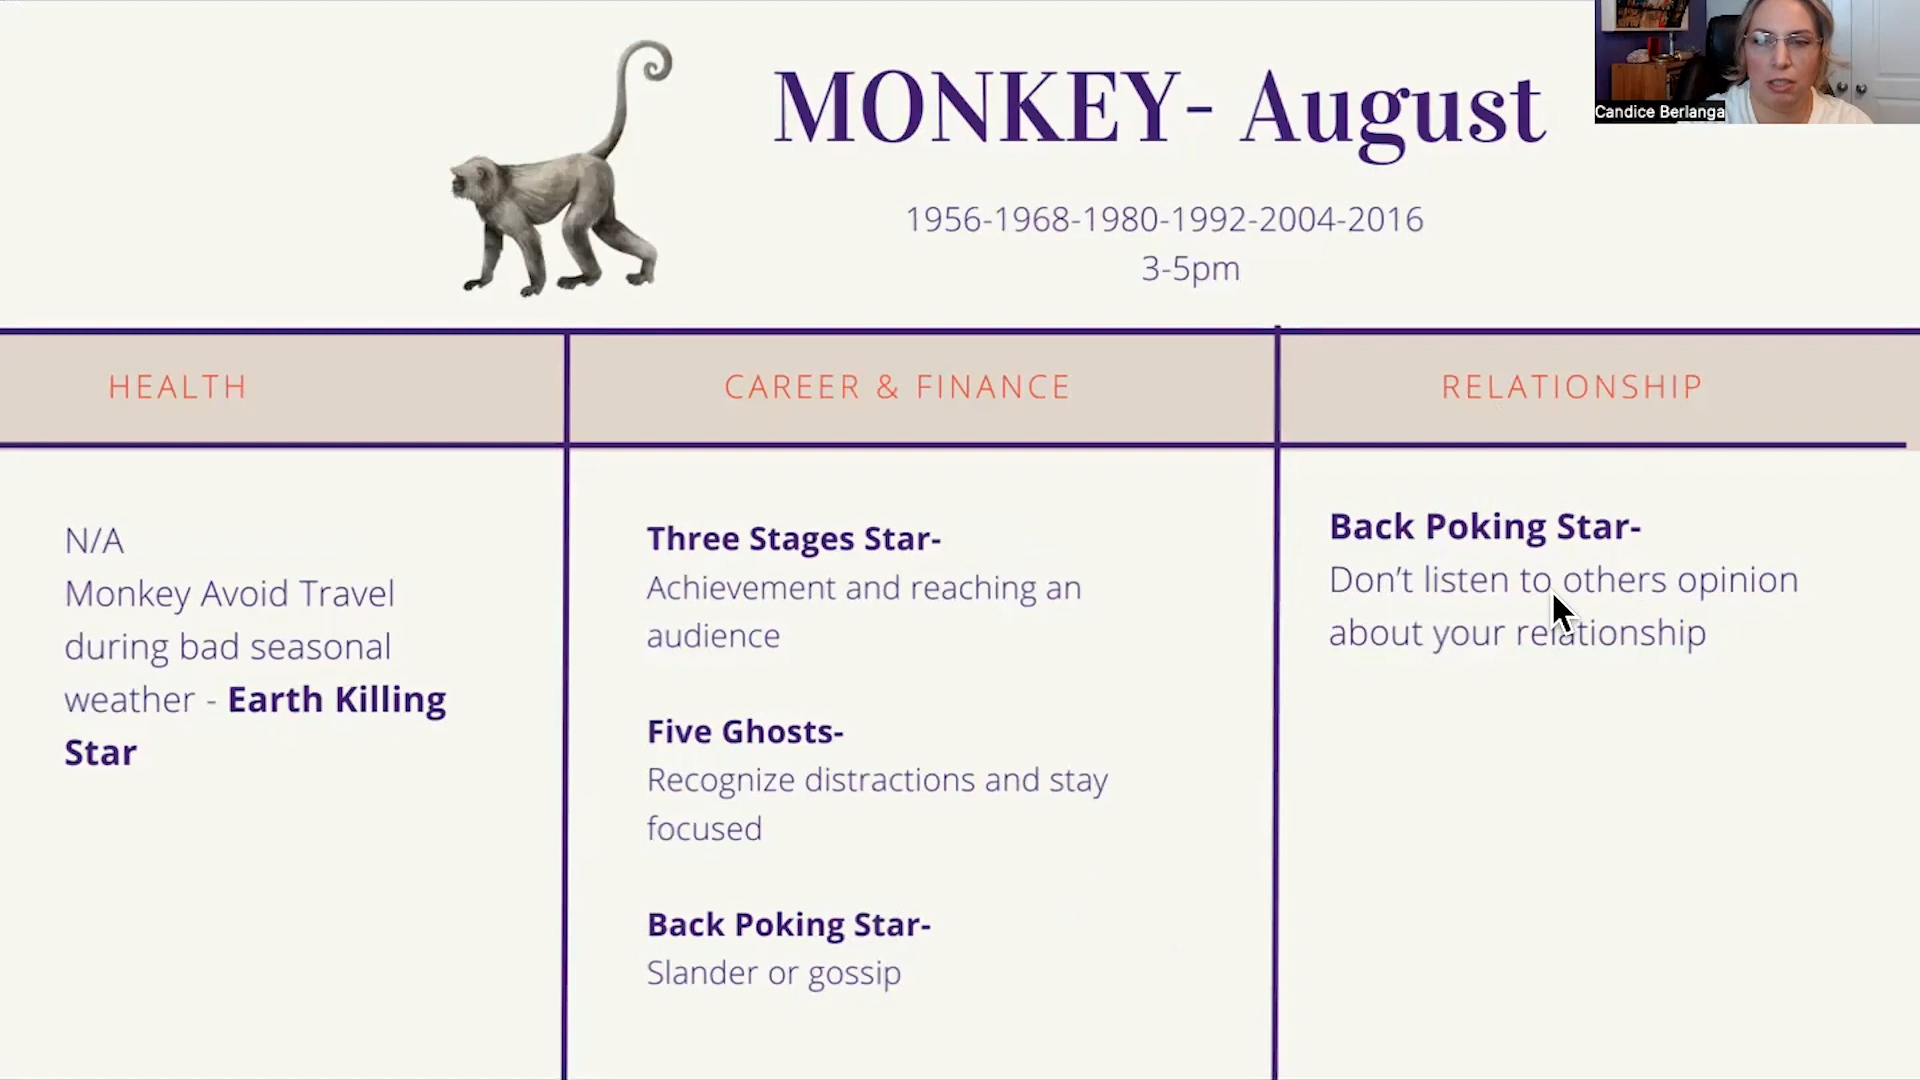 MONKEY- August
Candice Berlanga
1956-1968-1980-1992-2004-2016
3-5pm
HEALTH
CAREER & FINANCE
RELATIONSHIP
N/A
Monkey Avoid Travel
during bad seasonal
weather - Earth Killing
Star
Three Stages Star-
Achievement and reaching an
audience
Five Ghosts-
Recognize distractions and stay
focused
Back Poking Star-
Slander or gossip
Back Poking Star-
Don't listen to others opinion
about your relationship